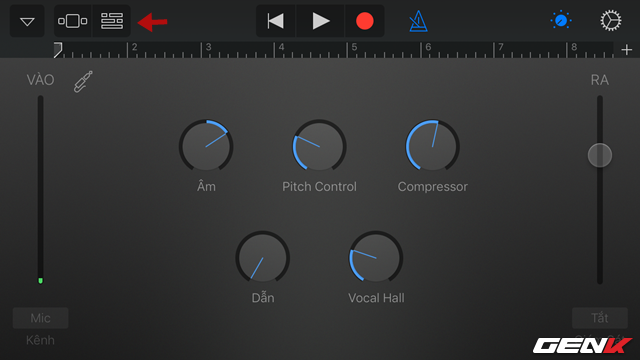 1 2 3 4 5 6 7 8 +
VÀO
RA
Âm
Pitch Control
Compressor
Dẫn
Vocal Hall
Mic
Tắt
Kênh
GENK